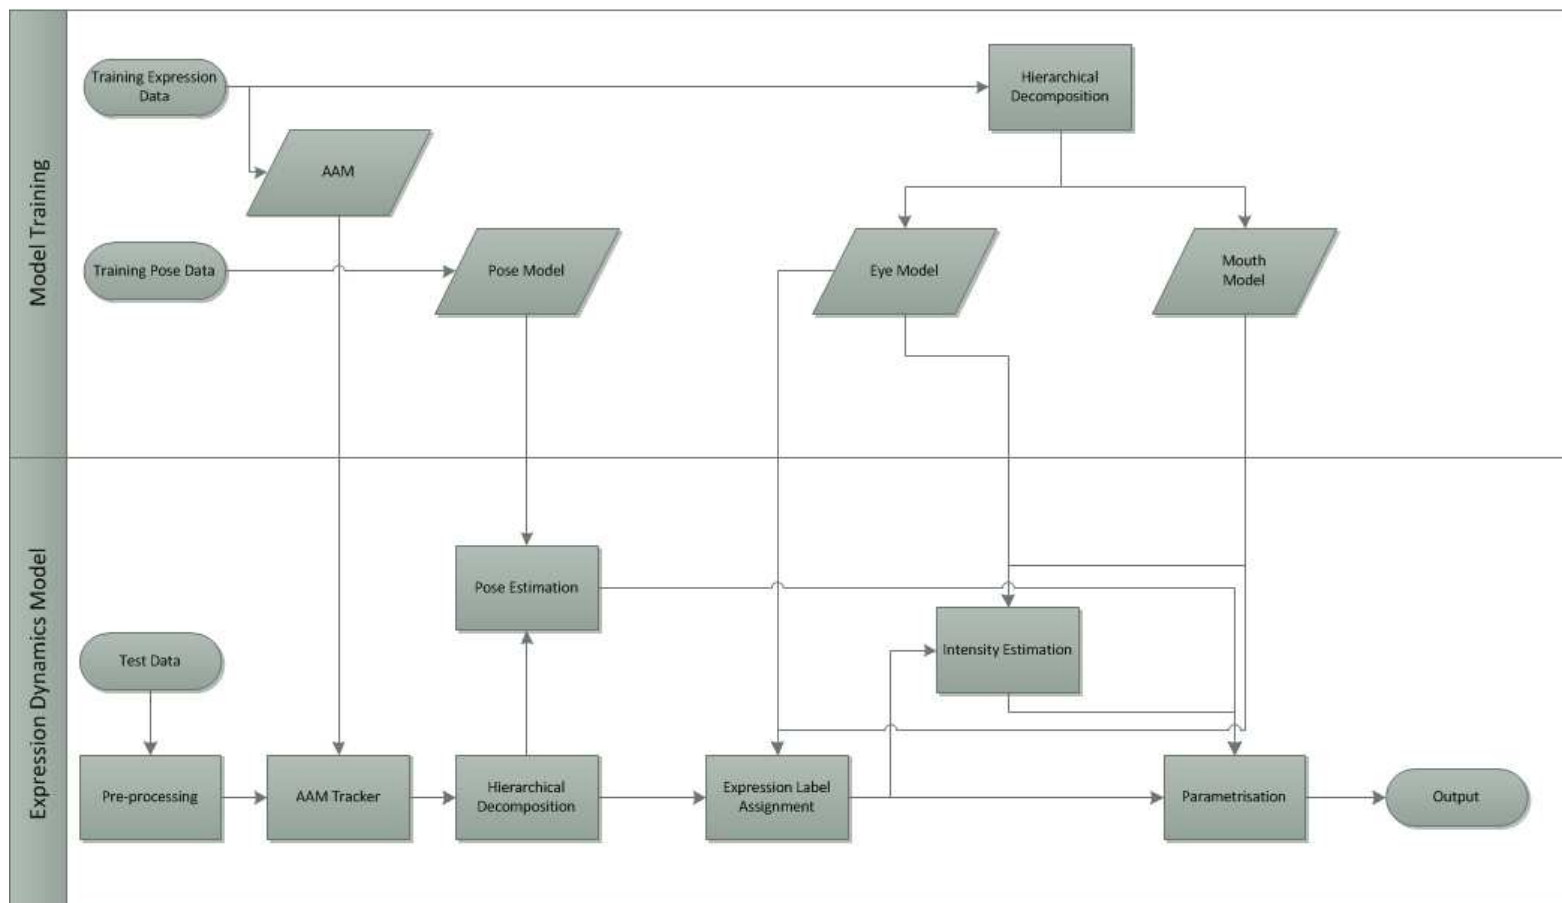 Model Training
Training Expression
Data
Hierarchical
Decomposition
AAM
Training Pose Data
Pose Model
Eye Model
Mouth
Model
Expression Dynamics Model
Pose Estimation
Test Data
Intensity Estimation
Pre-processing
AAM Tracker
Hierarchical
Decomposition
Expression Label
Assignment
Parametrisation
Output